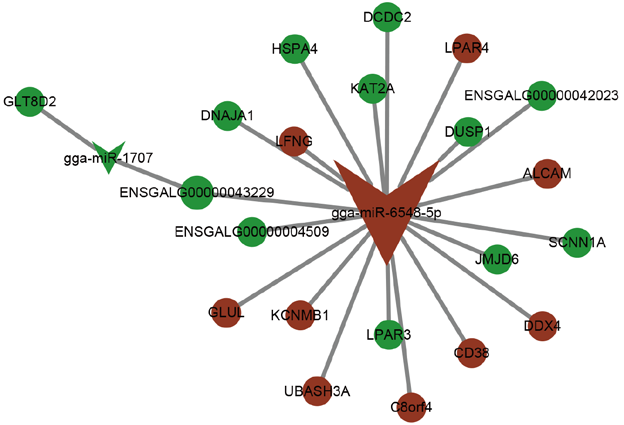 DCDC2
HSPA4
LPAR4
KAT2A
ENSGALG00000042023
GLT8D2
DNAJA1
DUSP1
LFNG
gga-miR-1707
ALCAM
ENSGALG00000043229
gga-miR-6548-5p
ENSGALG00000004509
SCNN1A
JMJD6
GLUL
KCNMB1
DDX4
LPAR3
CD38
UBASH3A
C8orf4